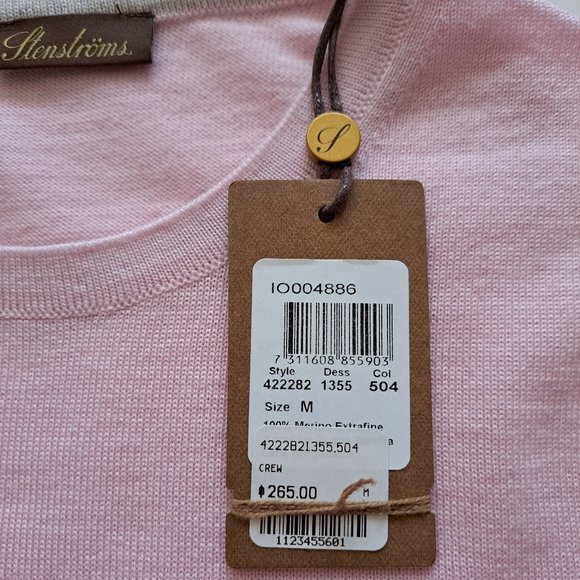 Stenströms
S
IO004886
7 311608 855903
Style Dess Col
422282 1355 504
Size M
100% Merino Extrafine
4222821355.504
CREW
$265.00 M
1123455601